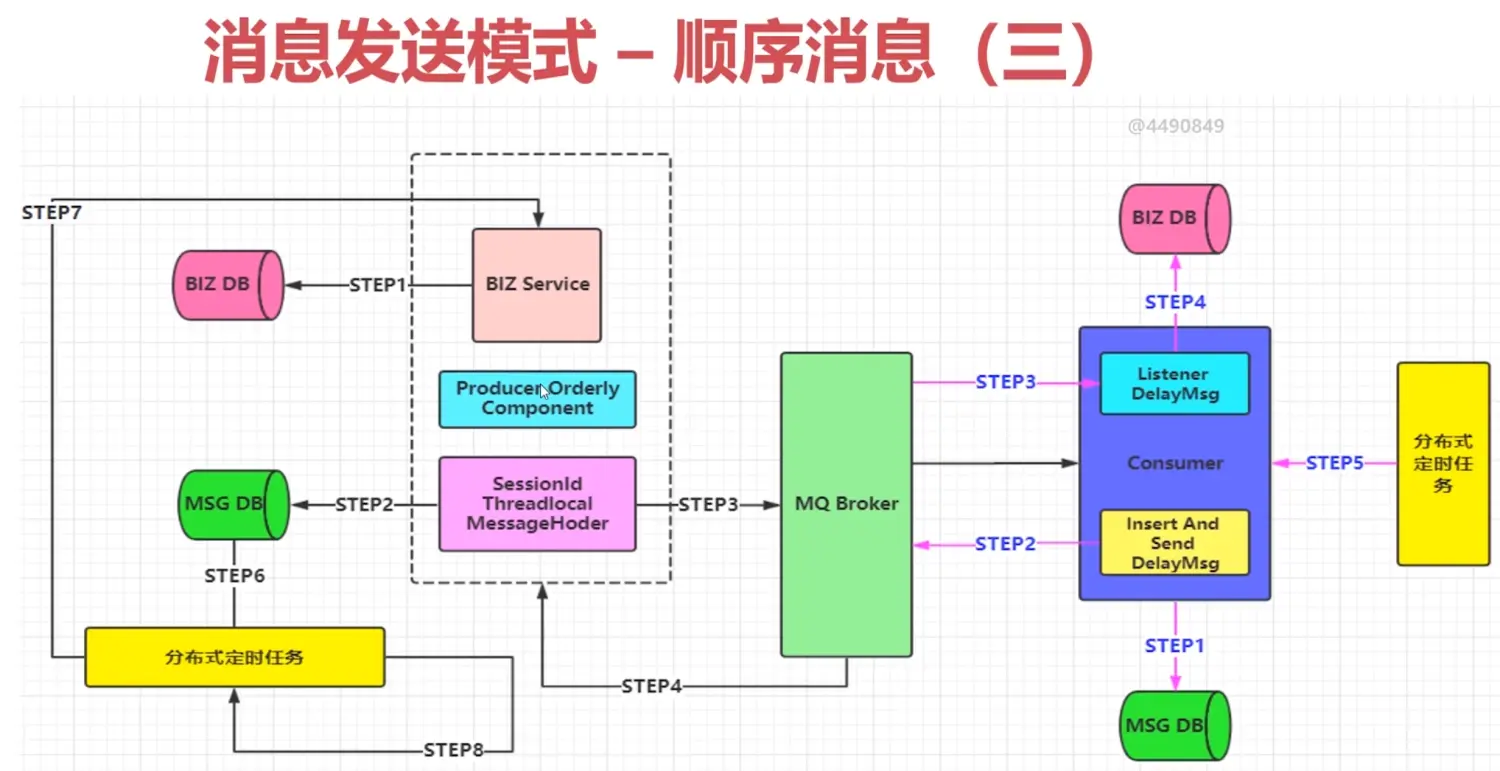 消息发送模式 – 顺序消息（三）
@4490849
STEP7
BIZ DB
STEP1
BIZ Service
Producer Orderly
Component
MSG DB
STEP2
SessionId
Threadlocal
MessageHoder
STEP3
STEP6
分布式定时任务
STEP4
STEP8
MQ Broker
BIZ DB
STEP4
STEP3
Listener
DelayMsg
Consumer
STEP5
分布式
定时任
务
STEP2
Insert And
Send
DelayMsg
STEP1
MSG DB